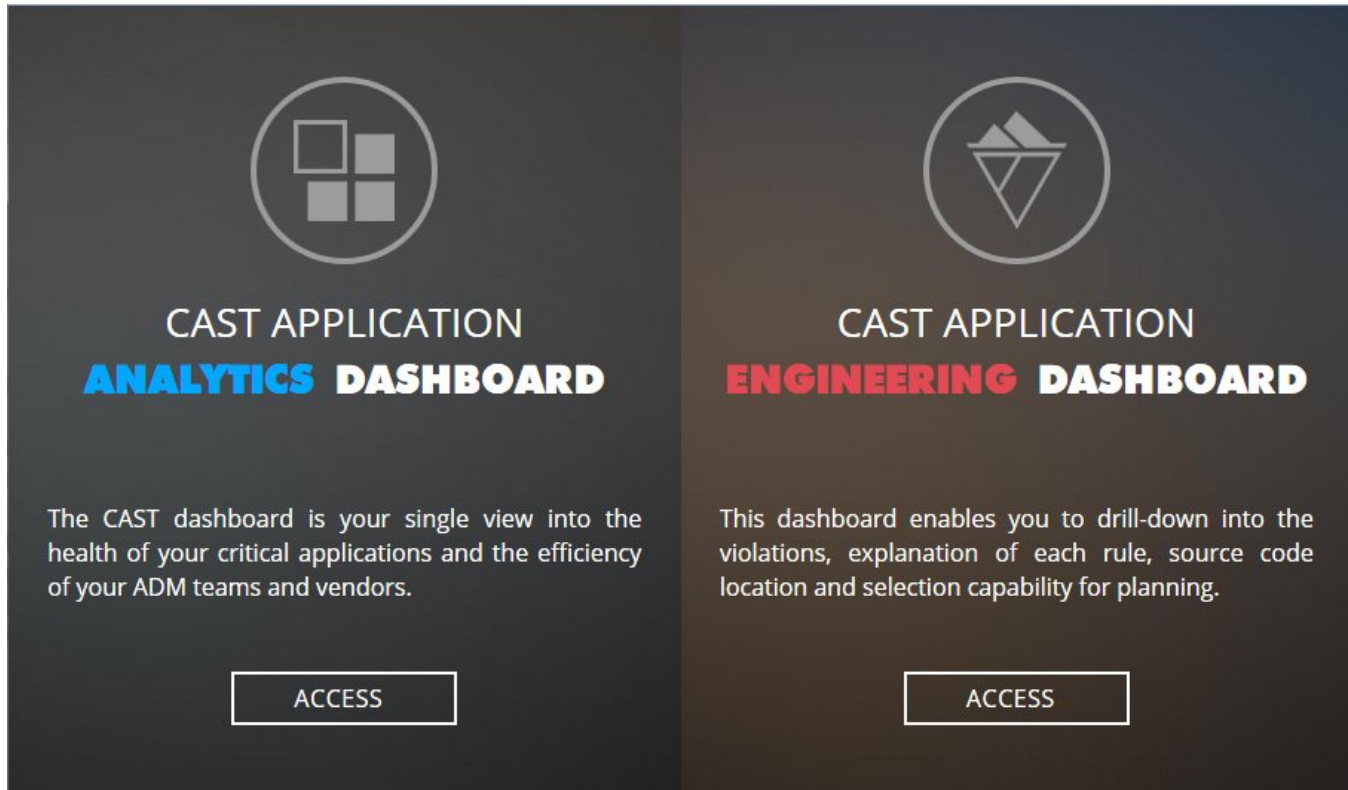 CAST APPLICATION
ANALYTICS DASHBOARD
The CAST dashboard is your single view into the
health of your critical applications and the efficiency
of your ADM teams and vendors.
ACCESS
CAST APPLICATION
ENGINEERING DASHBOARD
This dashboard enables you to drill-down into the
violations, explanation of each rule, source code
location and selection capability for planning.
ACCESS